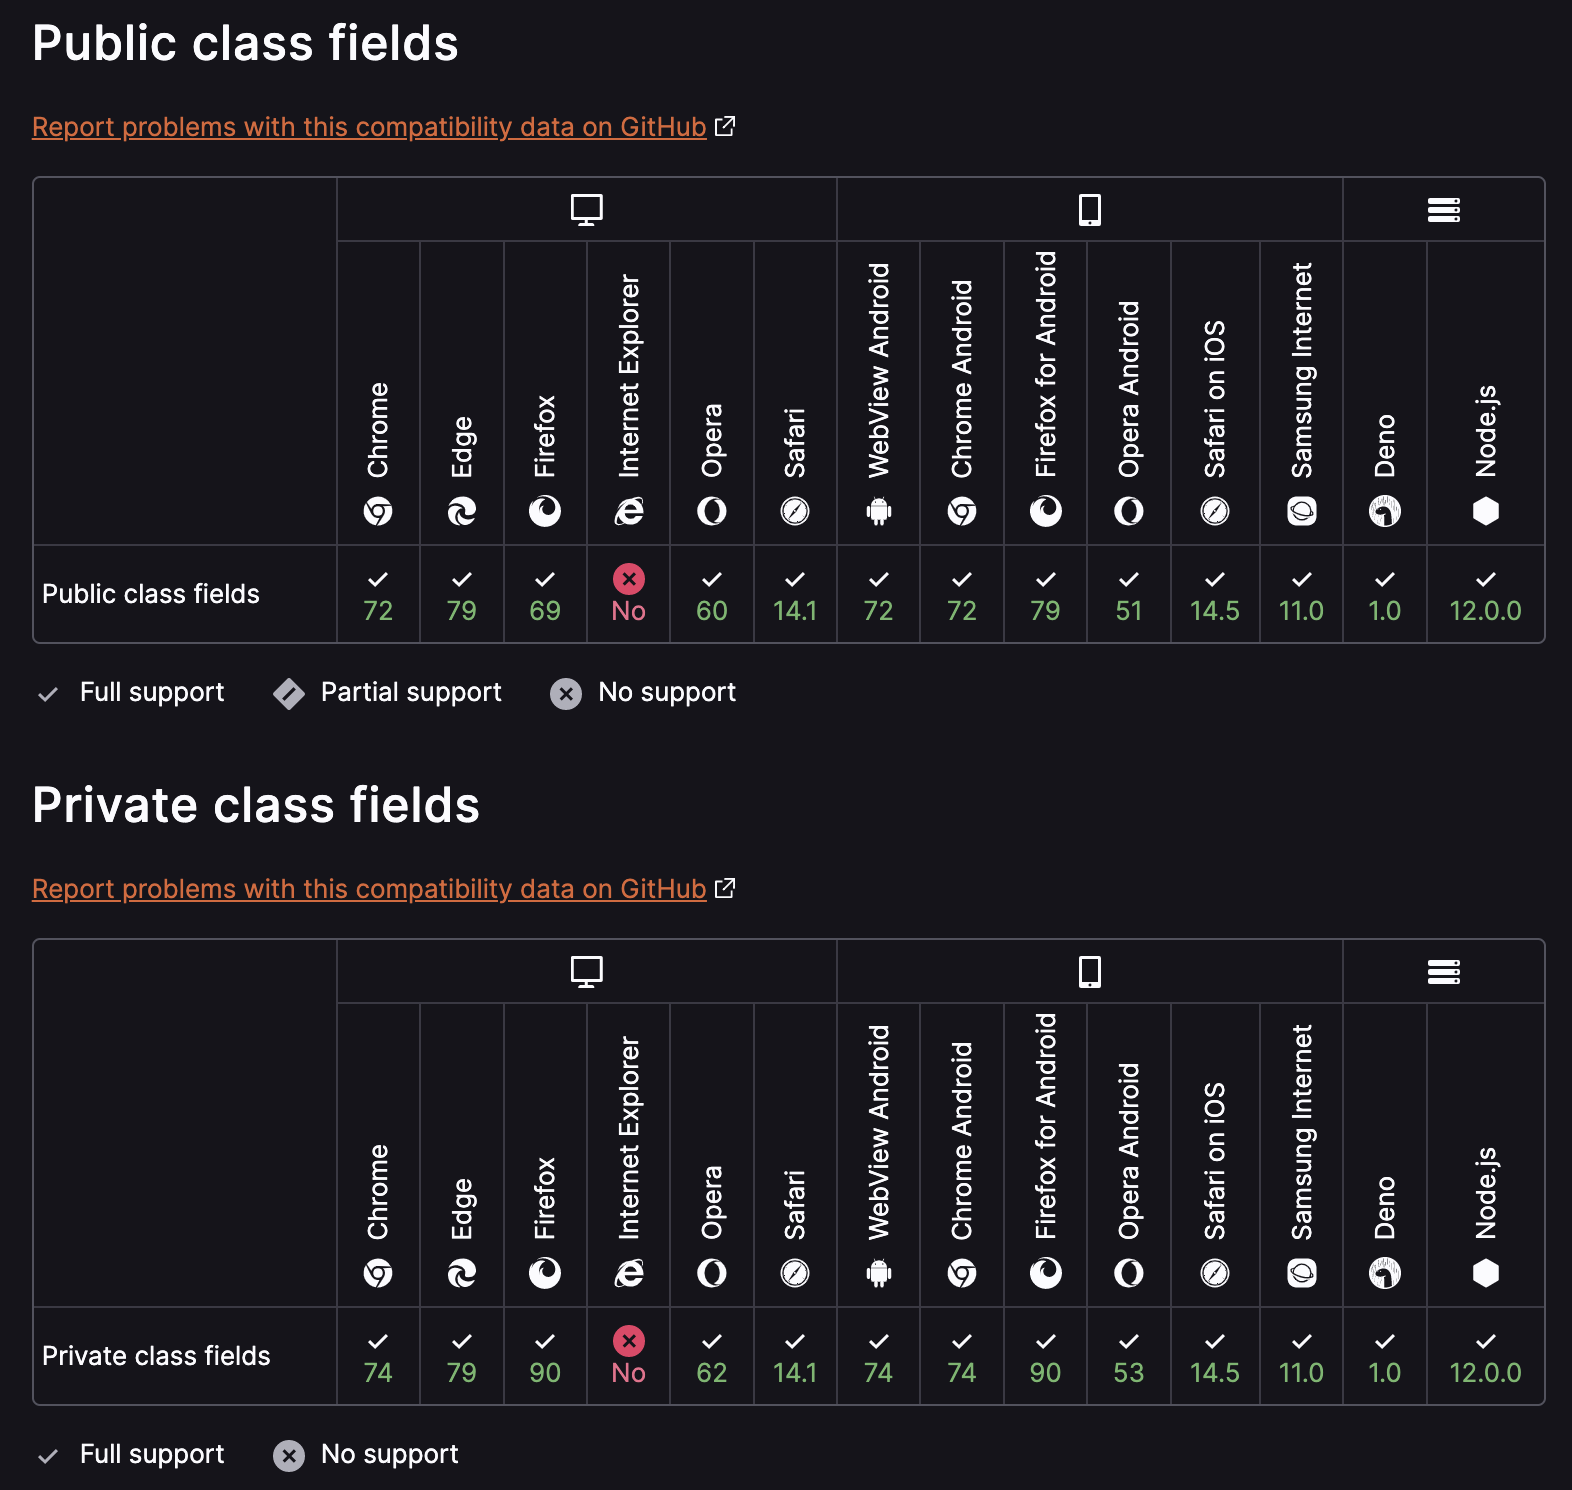 Public class fields
Report problems with this compatibility data on GitHub
Chrome
Edge
Firefox
Internet Explorer
Opera
Safari
WebView Android
Chrome Android
Firefox for Android
Opera Android
Safari on iOS
Samsung Internet
Deno
Node.js
Public class fields 72 79 69 No 60 14.1 72 72 79 51 14.5 11.0 1.0 12.0.0
Full support Partial support No support
Private class fields
Report problems with this compatibility data on GitHub
Chrome
Edge
Firefox
Internet Explorer
Opera
Safari
WebView Android
Chrome Android
Firefox for Android
Opera Android
Safari on iOS
Samsung Internet
Deno
Node.js
Private class fields 74 79 90 No 62 14.1 74 74 90 53 14.5 11.0 1.0 12.0.0
Full support No support